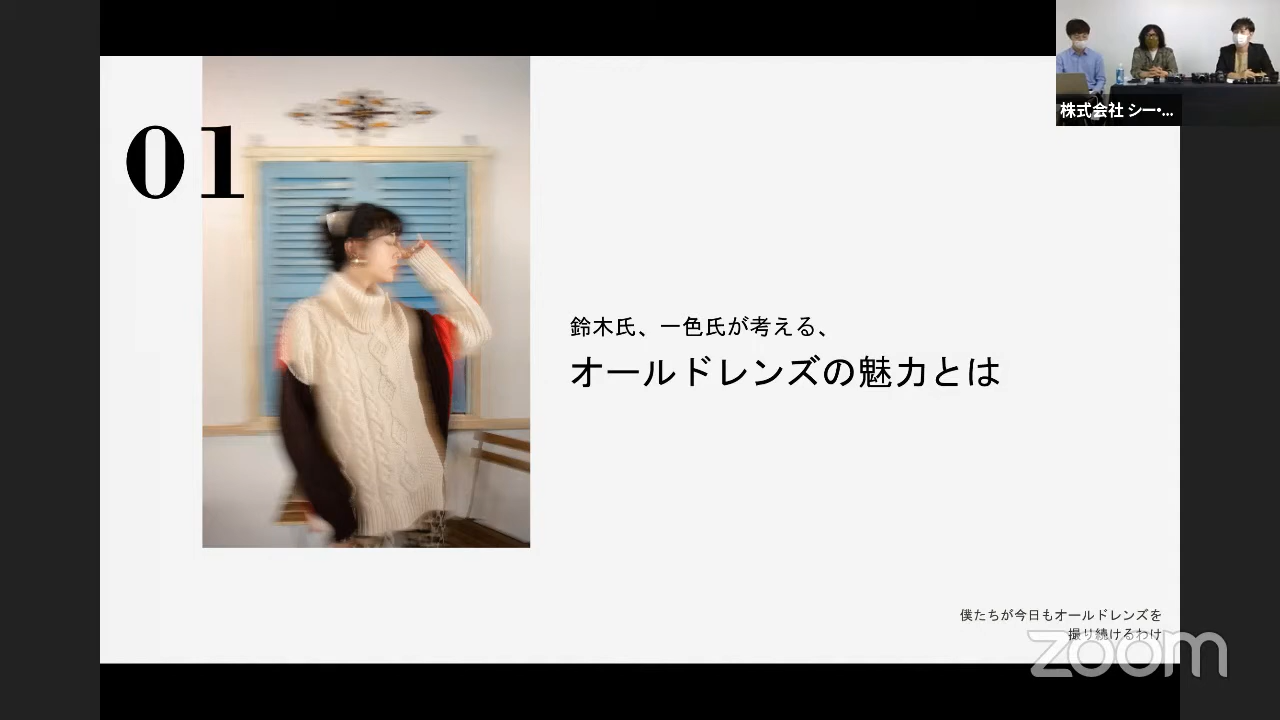 株式会社 シー・...
01
鈴木氏、一色氏が考える、
オールドレンズの魅力とは
僕たちが今日もオールドレンズを
撮り続けるわけ
zoom